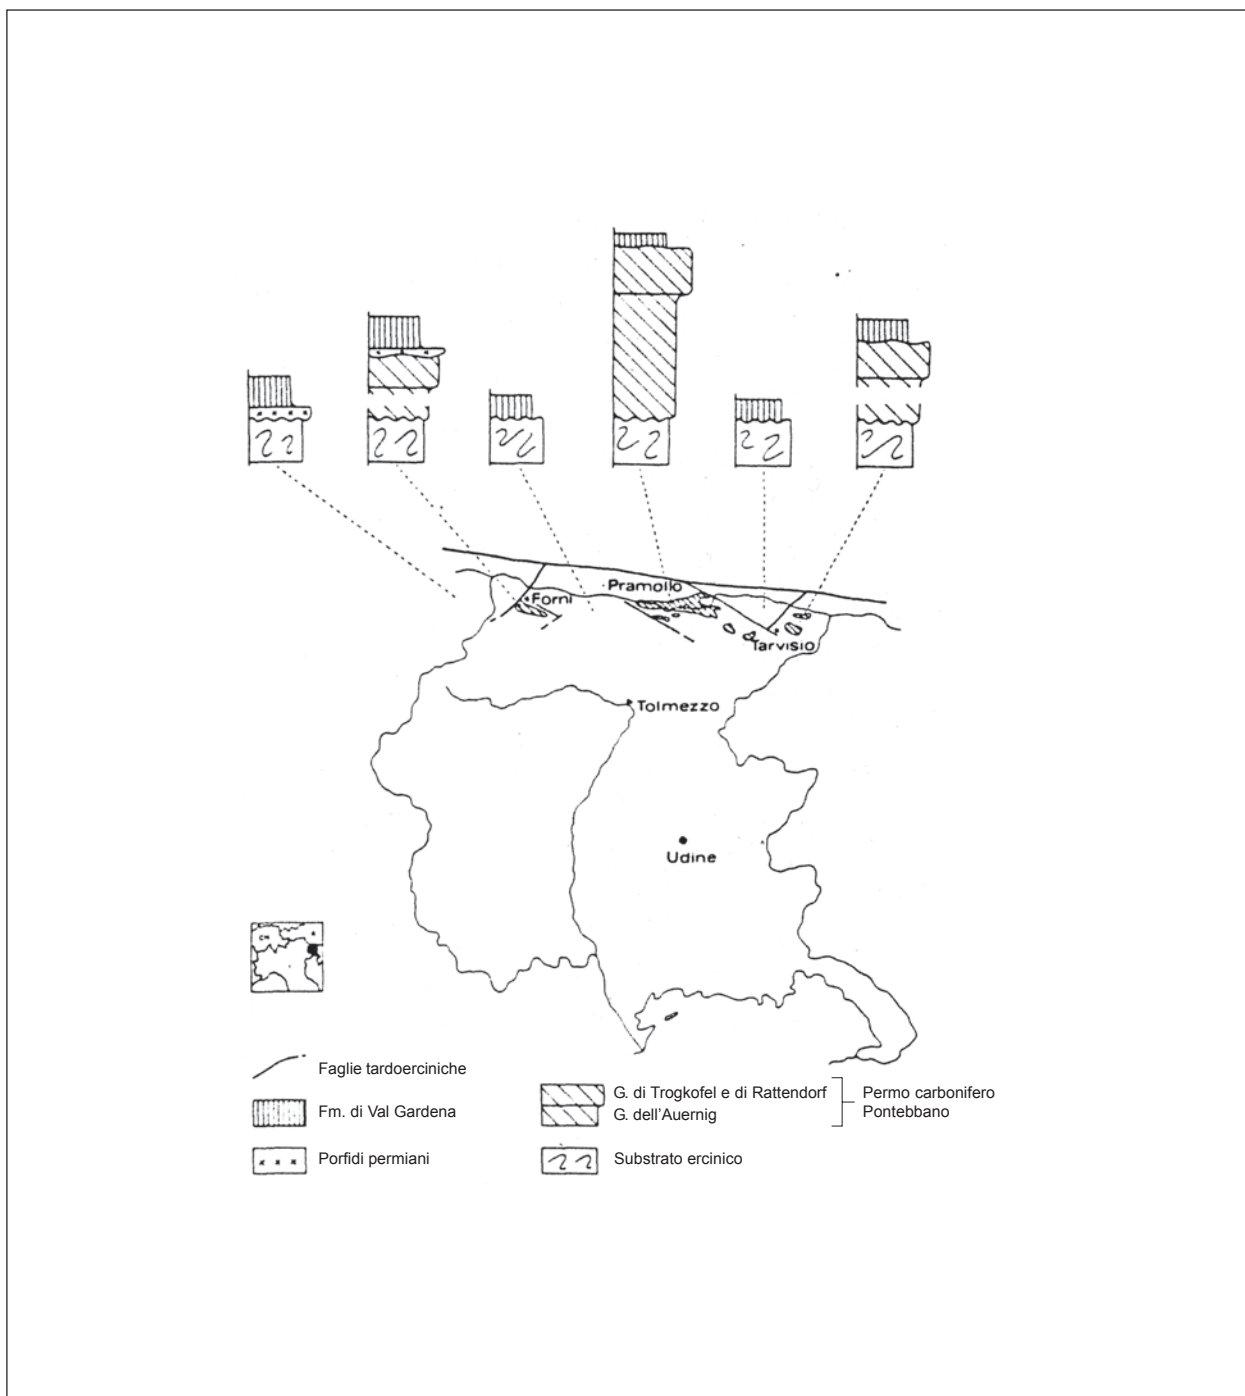 Pramollo
Forni
Tarvisio
Tolmezzo
Udine
CH
A
Faglie tardoerciniche
Fm. di Val Gardena
Porfidi permiani
G. di Trogkofel e di Rattendorf
G. dell'Auernig
Permo carbonifero
Pontebbano
Substrato ercinico